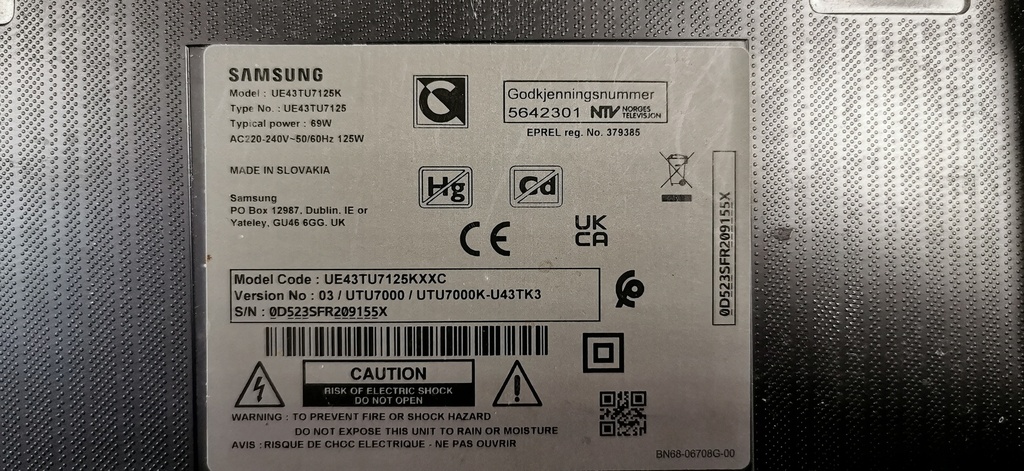 SAMSUNG
Model : UE43TU7125K
Type No. : UE43TU7125
Typical power : 69W
AC220-240V~50/60Hz 125W
Godkjenningsnummer
5642301 NTV NORGES TELEVISJON
EPREL reg. No. 379385
MADE IN SLOVAKIA
Hg
Cd
Samsung
PO Box 12987, Dublin. IE or
Yateley, GU46 6GG. UK
CE
UK
CA
0D523SFR209155X
Model Code : UE43TU7125KXXC
Version No : 03 / UTU7000 / UTU7000K-U43TK3
S/N : 0D523SFR209155X
CAUTION
RISK OF ELECTRIC SHOCK
DO NOT OPEN
WARNING : TO PREVENT FIRE OR SHOCK HAZARD
DO NOT EXPOSE THIS UNIT TO RAIN OR MOISTURE
AVIS : RISQUE DE CHOC ELECTRIQUE - NE PAS OUVRIR
BN68-06708G-00